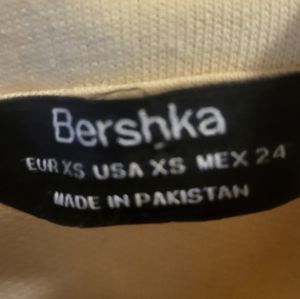 Bershka
EUR XS USA XS MEX 24
MADE IN PAKISTAN